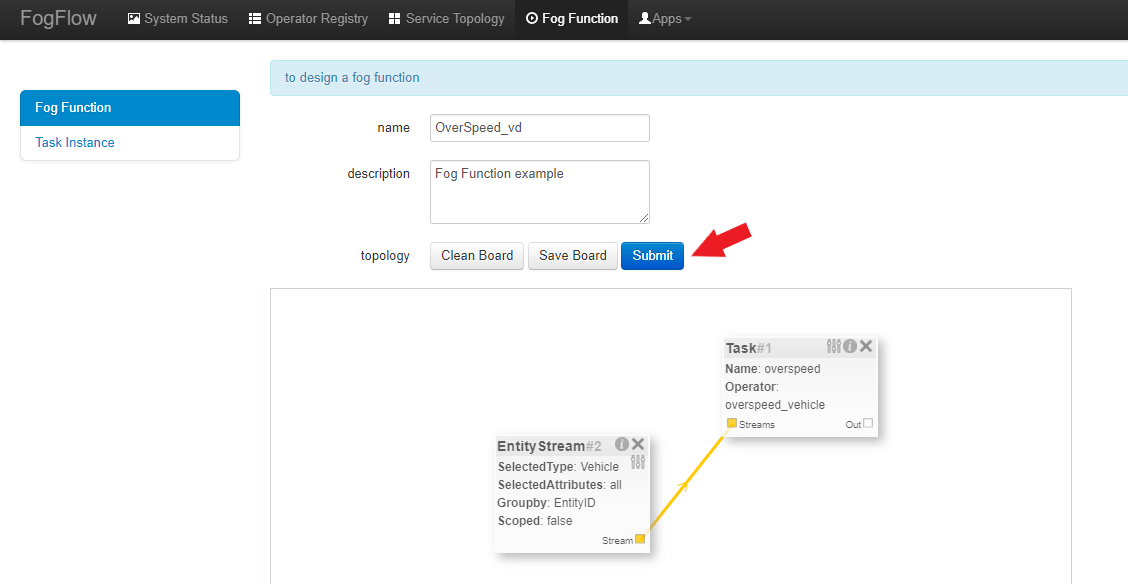 FogFlow System Status Operator Registry Service Topology Fog Function Apps
to design a fog function
Fog Function
Task Instance
name OverSpeed_vd
description Fog Function example
topology Clean Board Save Board Submit
Task#1
Name: overspeed
Operator:
overspeed_vehicle
Streams Out
EntityStream#2
SelectedType: Vehicle
SelectedAttributes: all
Groupby: EntityID
Scoped: false
Stream